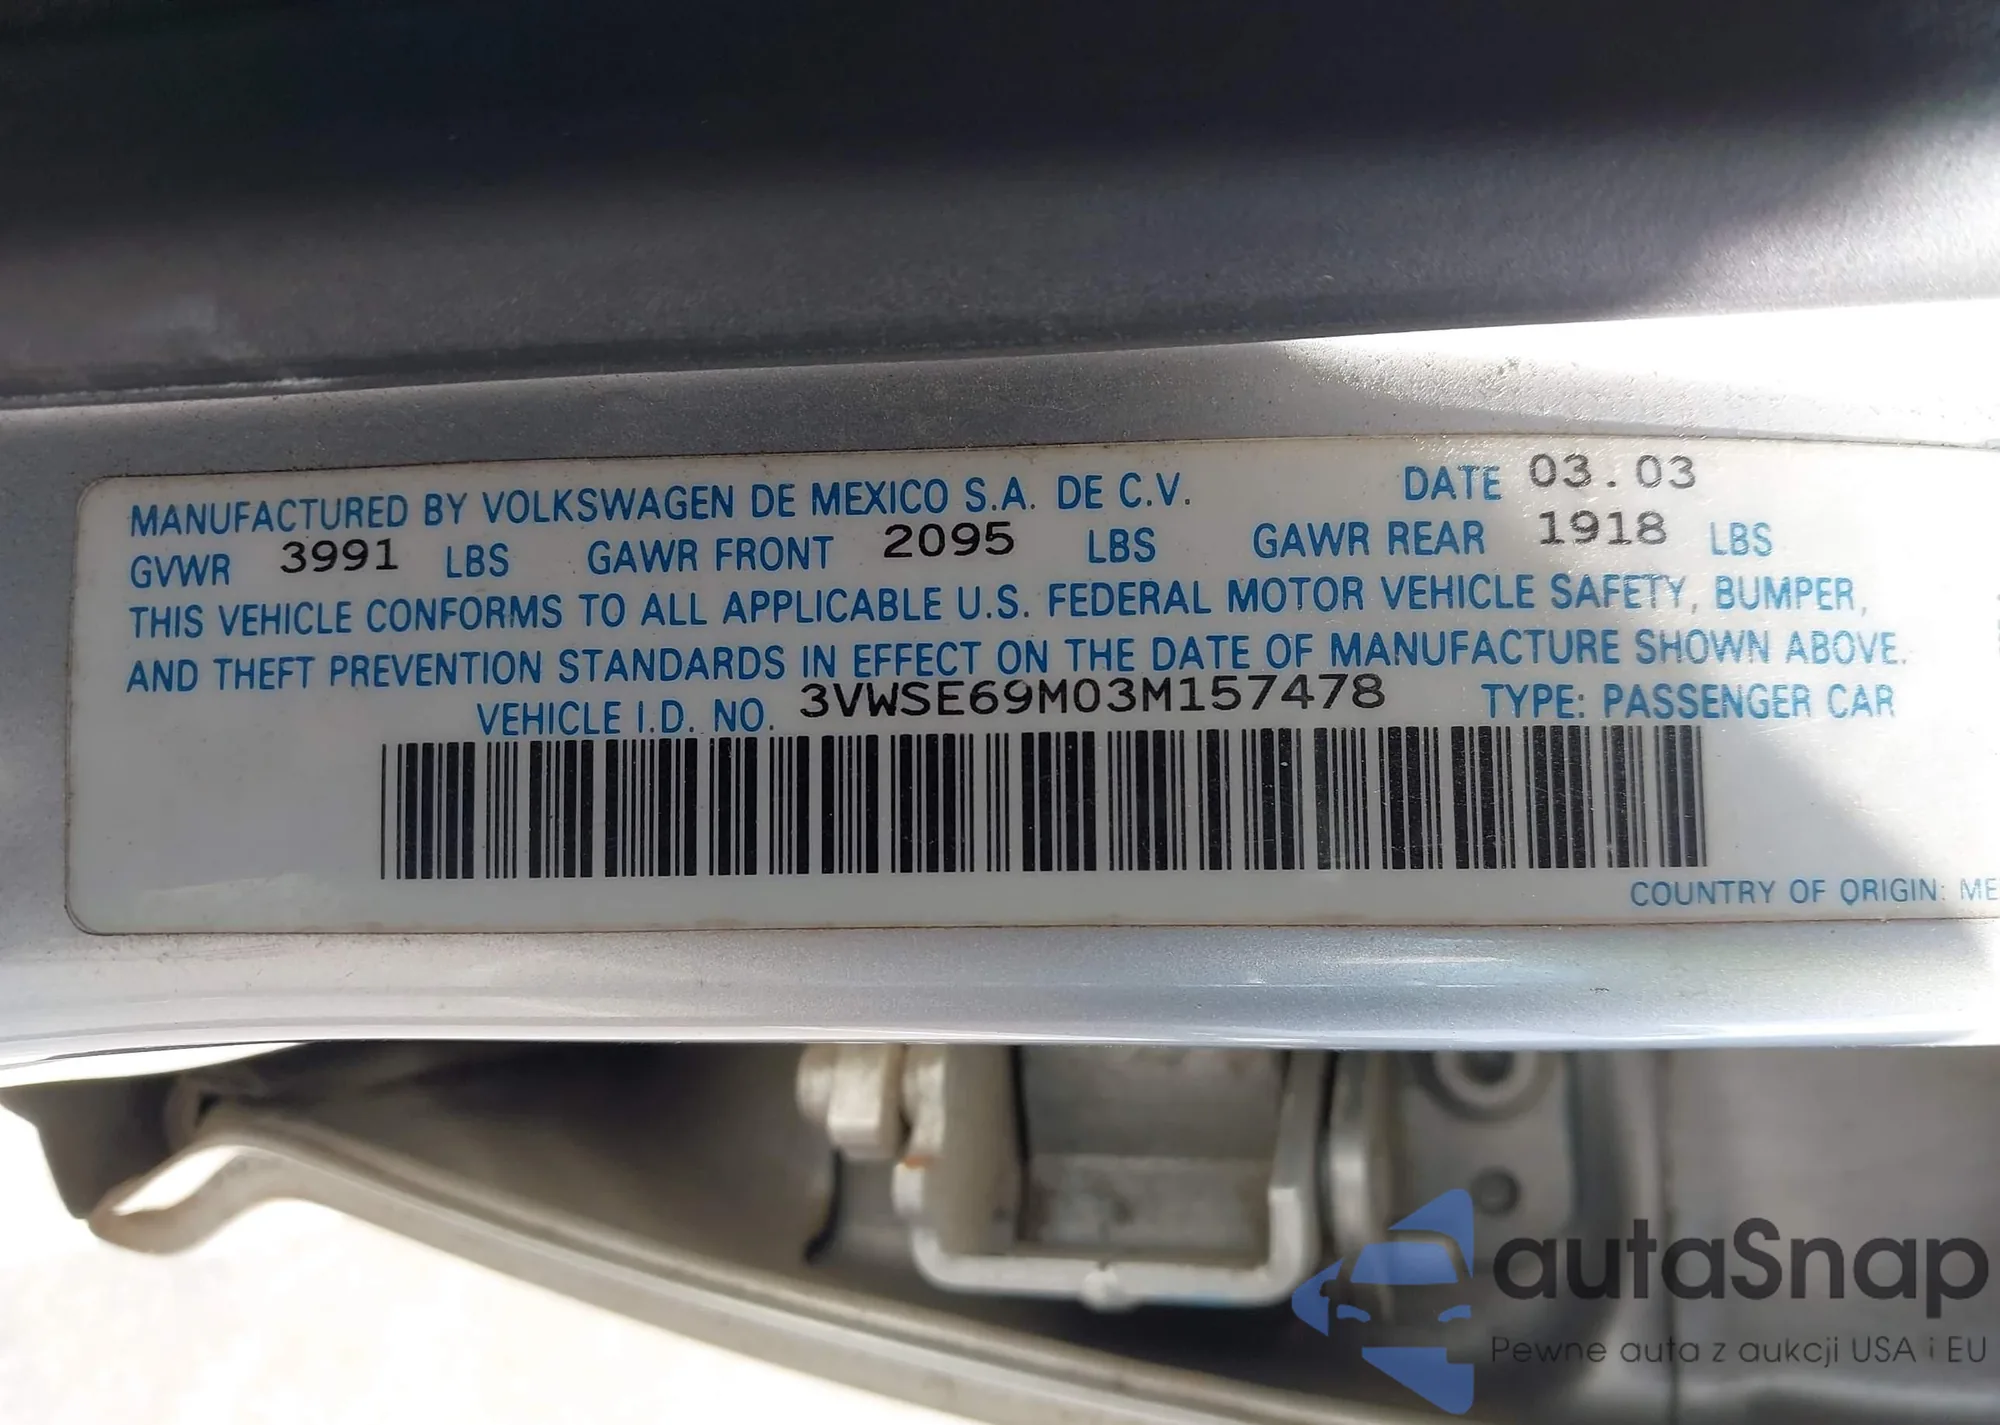 MANUFACTURED BY VOLKSWAGEN DE MEXICO S.A. DE C.V. DATE 03.03
GVWR 3991 LBS GAWR FRONT 2095 LBS GAWR REAR 1918 LBS
THIS VEHICLE CONFORMS TO ALL APPLICABLE U.S. FEDERAL MOTOR VEHICLE SAFETY, BUMPER,
AND THEFT PREVENTION STANDARDS IN EFFECT ON THE DATE OF MANUFACTURE SHOWN ABOVE.
VEHICLE I.D. NO. 3VWSE69M03M157478 TYPE: PASSENGER CAR
COUNTRY OF ORIGIN: ME
autaSnap
Pewne auta z aukcji USA i EU